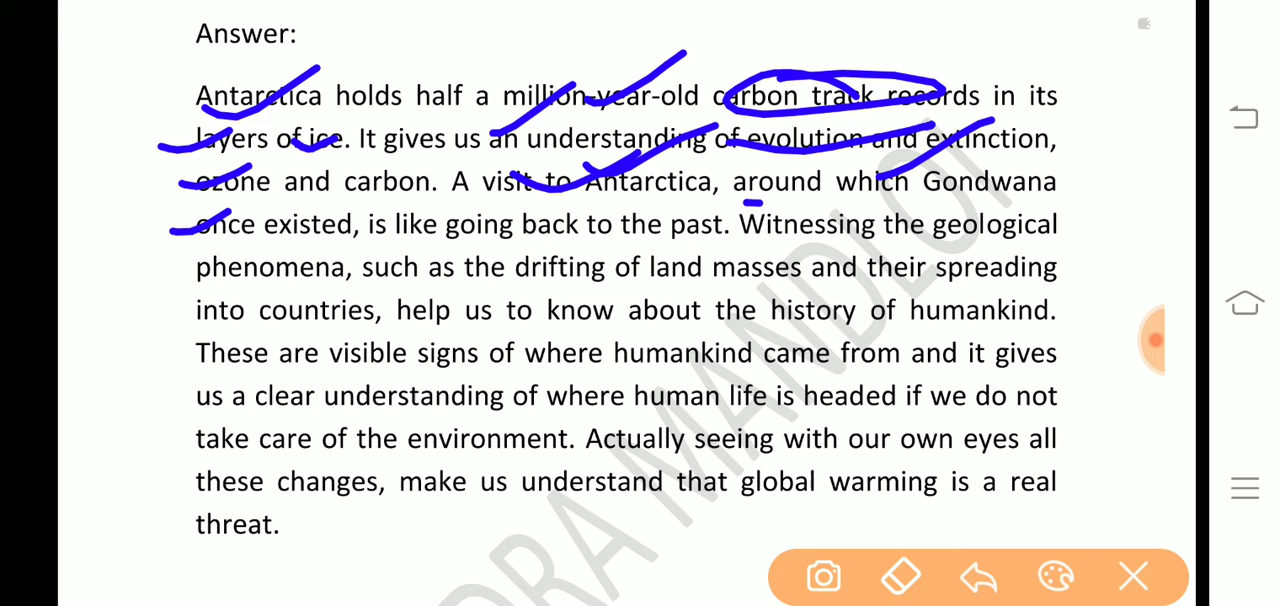 Answer:
Antarctica holds half a million-year-old carbon track records in its
layers of ice. It gives us an understanding of evolution and extinction,
ozone and carbon. A visit to Antarctica, around which Gondwana
once existed, is like going back to the past. Witnessing the geological
phenomena, such as the drifting of land masses and their spreading
into countries, help us to know about the history of humankind.
These are visible signs of where humankind came from and it gives
us a clear understanding of where human life is headed if we do not
take care of the environment. Actually seeing with our own eyes all
these changes, make us understand that global warming is a real
threat.
DRA MANDLOI